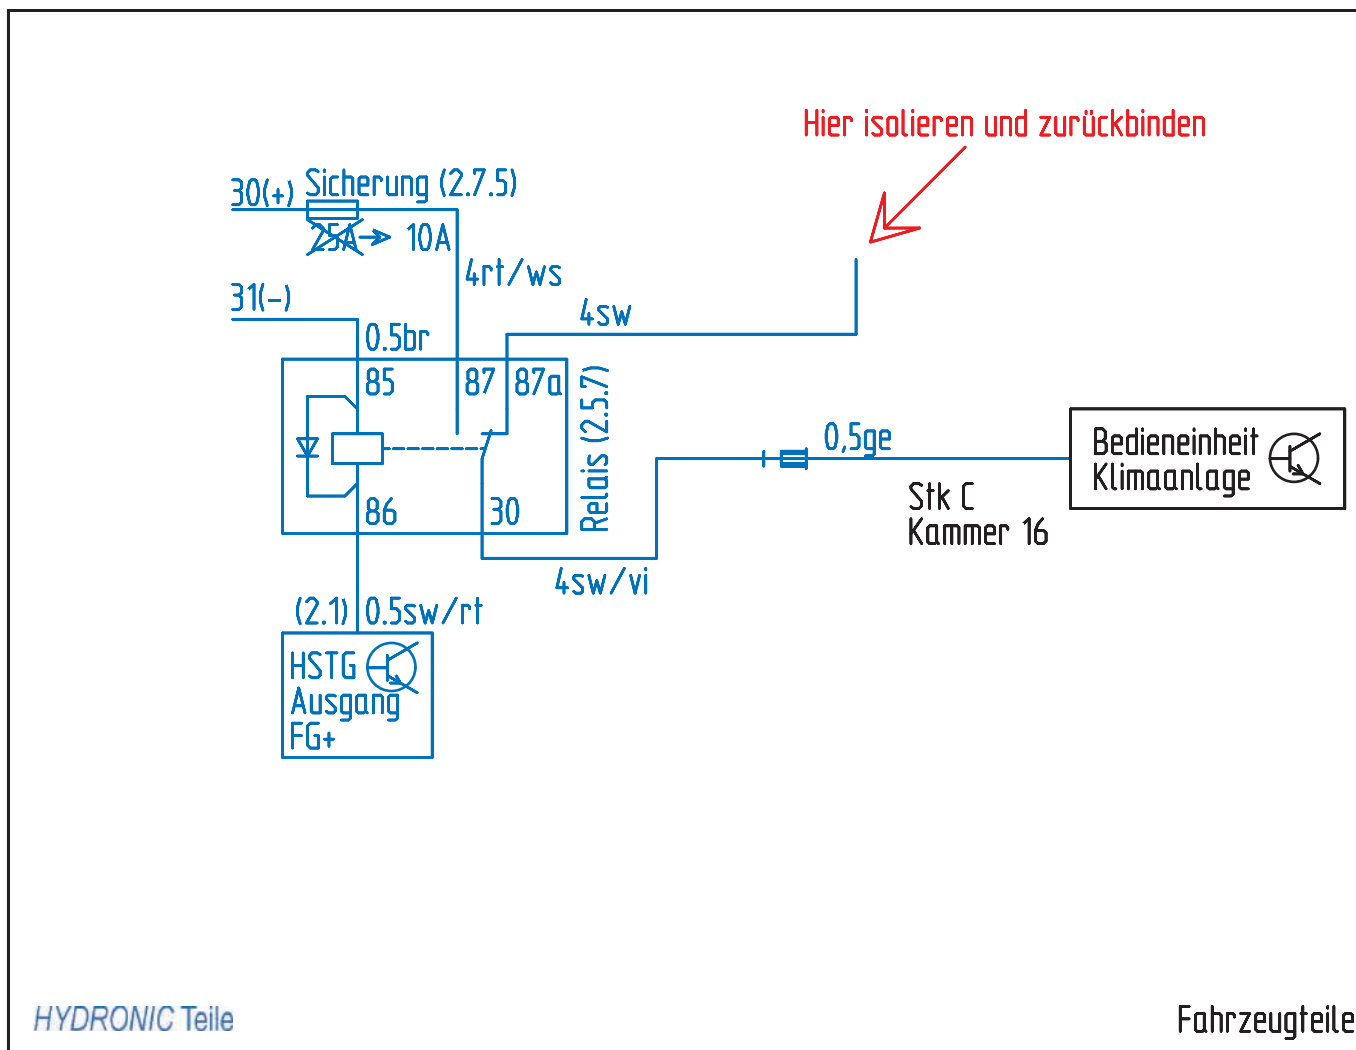 Hier isolieren und zurückbinden
30(+)
Sicherung (2.7.5)
25A
10A
4rt/ws
31(-)
4sw
0.5br
85
87
87a
Relais (2.5.7)
86
30
0,5ge
Bedieneinheit
Klimaanlage
Stk C
Kammer 16
4sw/vi
(2.1)
0.5sw/rt
HSTG
Ausgang
FG+
HYDRONIC Teile
Fahrzeugteile